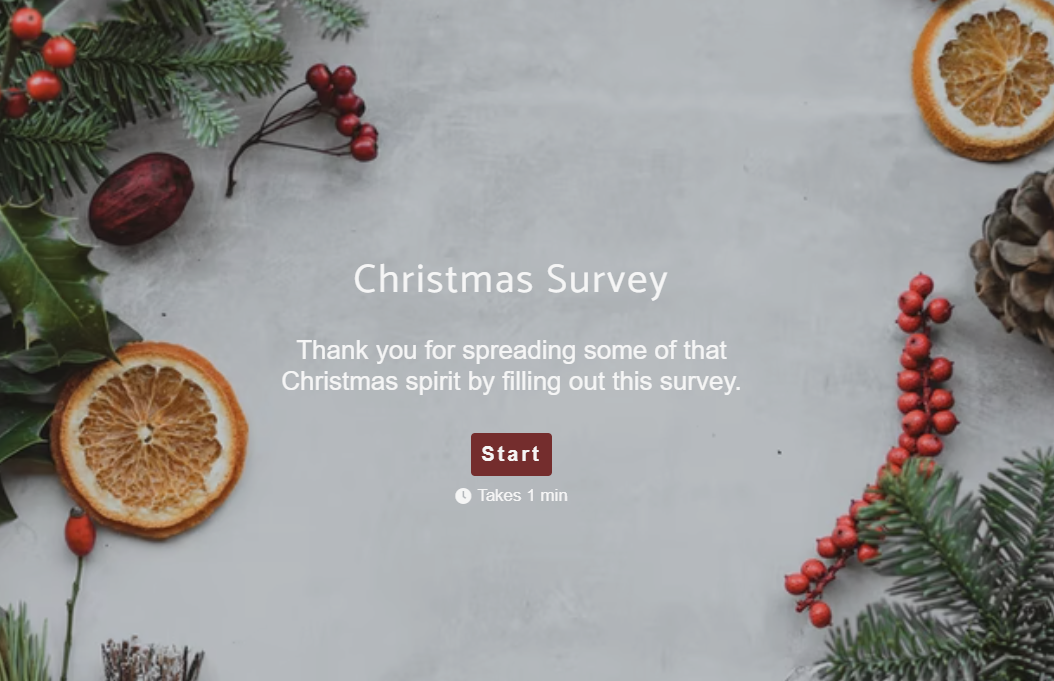 Christmas Survey
Thank you for spreading some of that
Christmas spirit by filling out this survey.
Start
Takes 1 min